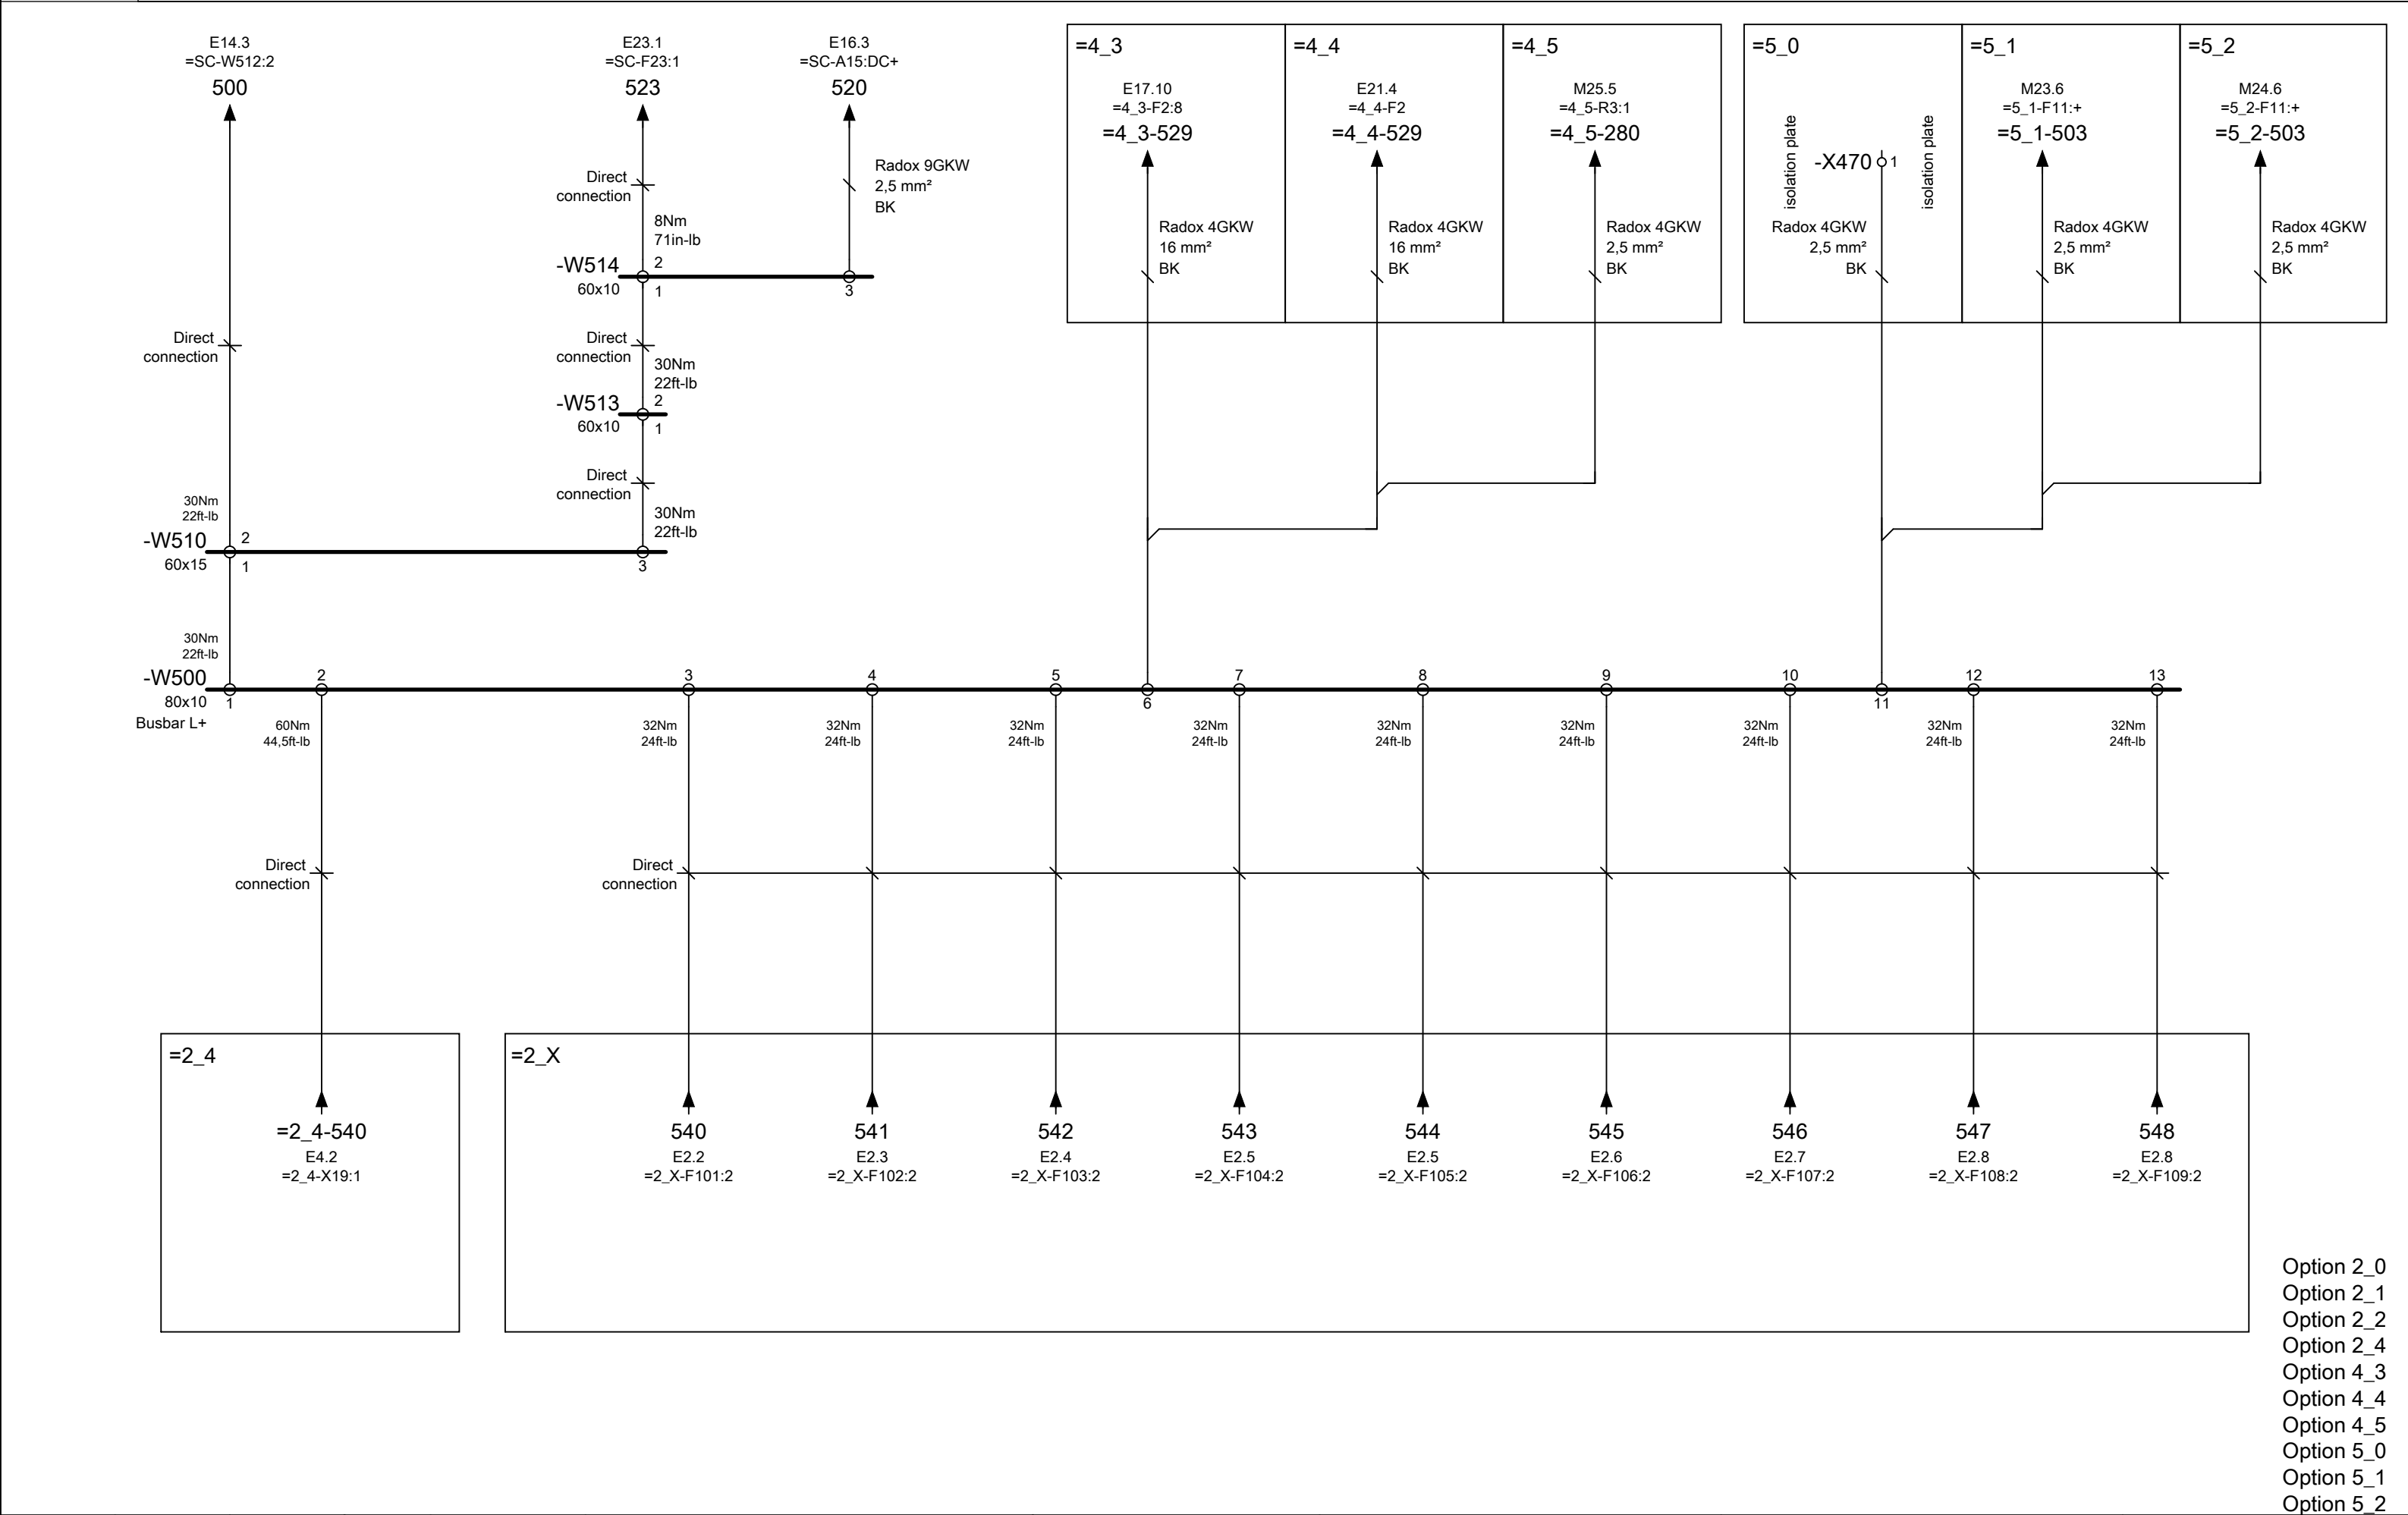 E14.3
=SC-W512:2
500
E23.1
=SC-F23:1
523
E16.3
=SC-A15:DC+
520
Direct
connection
8Nm
71in-lb
Radox 9GKW
2,5 mm²
BK
-W514
60x10
2
1
3
Direct
connection
Direct
connection
30Nm
22ft-lb
-W513
60x10
2
1
Direct
connection
30Nm
22ft-lb
30Nm
22ft-lb
-W510
60x15
2
1
3
=4_3
E17.10
=4_3-F2:8
=4_3-529
Radox 4GKW
16 mm²
BK
=4_4
E21.4
=4_4-F2
=4_4-529
Radox 4GKW
16 mm²
BK
=4_5
M25.5
=4_5-R3:1
=4_5-280
Radox 4GKW
2,5 mm²
BK
=5_0
isolation plate
-X470
1
isolation plate
Radox 4GKW
2,5 mm²
BK
=5_1
M23.6
=5_1-F11:+
=5_1-503
Radox 4GKW
2,5 mm²
BK
=5_2
M24.6
=5_2-F11:+
=5_2-503
Radox 4GKW
2,5 mm²
BK
30Nm
22ft-lb
-W500
80x10
Busbar L+
1
2
3
4
5
6
7
8
9
10
11
12
13
60Nm
44,5ft-lb
32Nm
24ft-lb
32Nm
24ft-lb
32Nm
24ft-lb
32Nm
24ft-lb
32Nm
24ft-lb
32Nm
24ft-lb
32Nm
24ft-lb
32Nm
24ft-lb
32Nm
24ft-lb
Direct
connection
Direct
connection
=2_4
=2_4-540
E4.2
=2_4-X19:1
=2_X
540
E2.2
=2_X-F101:2
541
E2.3
=2_X-F102:2
542
E2.4
=2_X-F103:2
543
E2.5
=2_X-F104:2
544
E2.5
=2_X-F105:2
545
E2.6
=2_X-F106:2
546
E2.7
=2_X-F107:2
547
E2.8
=2_X-F108:2
548
E2.8
=2_X-F109:2
Option 2_0
Option 2_1
Option 2_2
Option 2_4
Option 4_3
Option 4_4
Option 4_5
Option 5_0
Option 5_1
Option 5_2